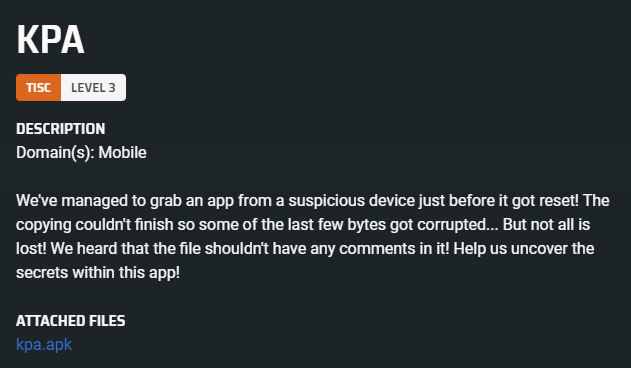 KPA
TISC LEVEL 3
DESCRIPTION
Domain(s): Mobile
We've managed to grab an app from a suspicious device just before it got reset! The
copying couldn't finish so some of the last few bytes got corrupted... But not all is
lost! We heard that the file shouldn't have any comments in it! Help us uncover the
secrets within this app!
ATTACHED FILES
kpa.apk